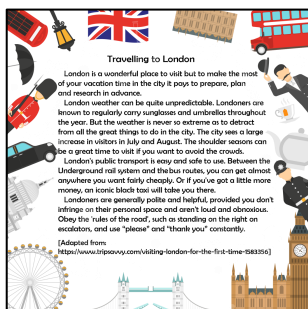 Travelling to London
London is a wonderful place to visit but to make the most
of your vacation time in the city it pays to prepare, plan
and research in advance.
London weather can be quite unpredictable. Londoners are
known to regularly carry sunglasses and umbrellas throughout
the year. But the weather is never so extreme as to detract
from all the great things to do in the city. The city sees a large
increase in visitors in July and August. The shoulder seasons can
be a great time to visit if you want to avoid the crowds.
London's public transport is easy and safe to use. Between the
Underground rail system and the bus routes, you can get almost
anywhere you want fairly cheaply. Or if you've got a little more
money, an iconic black taxi will take you there.
Londoners are generally polite and helpful, provided you don't
infringe on their personal space and aren't loud and obnoxious.
Obey the 'rules of the road', such as standing on the right on
escalators, and use "please" and "thank you" constantly.
[Adapted from:
https://www.tripsavvy.com/visiting-london-for-the-first-time-1583356]